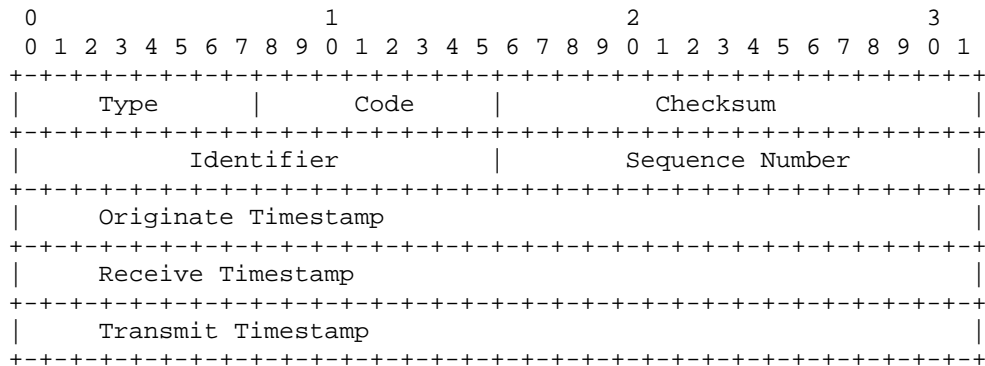 0                   1                   2                   3
 0 1 2 3 4 5 6 7 8 9 0 1 2 3 4 5 6 7 8 9 0 1 2 3 4 5 6 7 8 9 0 1
+-+-+-+-+-+-+-+-+-+-+-+-+-+-+-+-+-+-+-+-+-+-+-+-+-+-+-+-+-+-+-+-+
|     Type      |      Code     |          Checksum             |
+-+-+-+-+-+-+-+-+-+-+-+-+-+-+-+-+-+-+-+-+-+-+-+-+-+-+-+-+-+-+-+-+
|           Identifier          |        Sequence Number        |
+-+-+-+-+-+-+-+-+-+-+-+-+-+-+-+-+-+-+-+-+-+-+-+-+-+-+-+-+-+-+-+-+
|     Originate Timestamp                                       |
+-+-+-+-+-+-+-+-+-+-+-+-+-+-+-+-+-+-+-+-+-+-+-+-+-+-+-+-+-+-+-+-+
|     Receive Timestamp                                         |
+-+-+-+-+-+-+-+-+-+-+-+-+-+-+-+-+-+-+-+-+-+-+-+-+-+-+-+-+-+-+-+-+
|     Transmit Timestamp                                        |
+-+-+-+-+-+-+-+-+-+-+-+-+-+-+-+-+-+-+-+-+-+-+-+-+-+-+-+-+-+-+-+-+